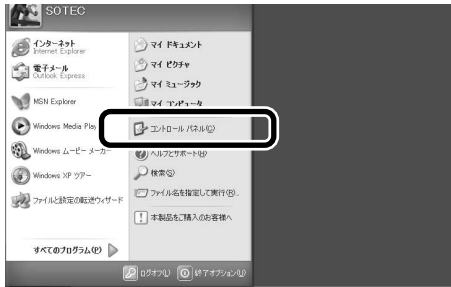 SOTEC
インターネット
Internet Explorer
電子メール
Outlook Express
MSN Explorer
Windows Media Play
Windows ムービー メーカー
Windows XP ツアー
ファイルと設定の転送ウィザード
すべてのプログラム(P)
マイ ドキュメント
マイ ピクチャ
マイ ミュージック
マイ コンピュータ
コントロール パネル(C)
ヘルプとサポート(H)
検索(S)
ファイル名を指定して実行(R)...
本製品をご購入のお客様へ
ログオフ(L)
終了オプション(U)